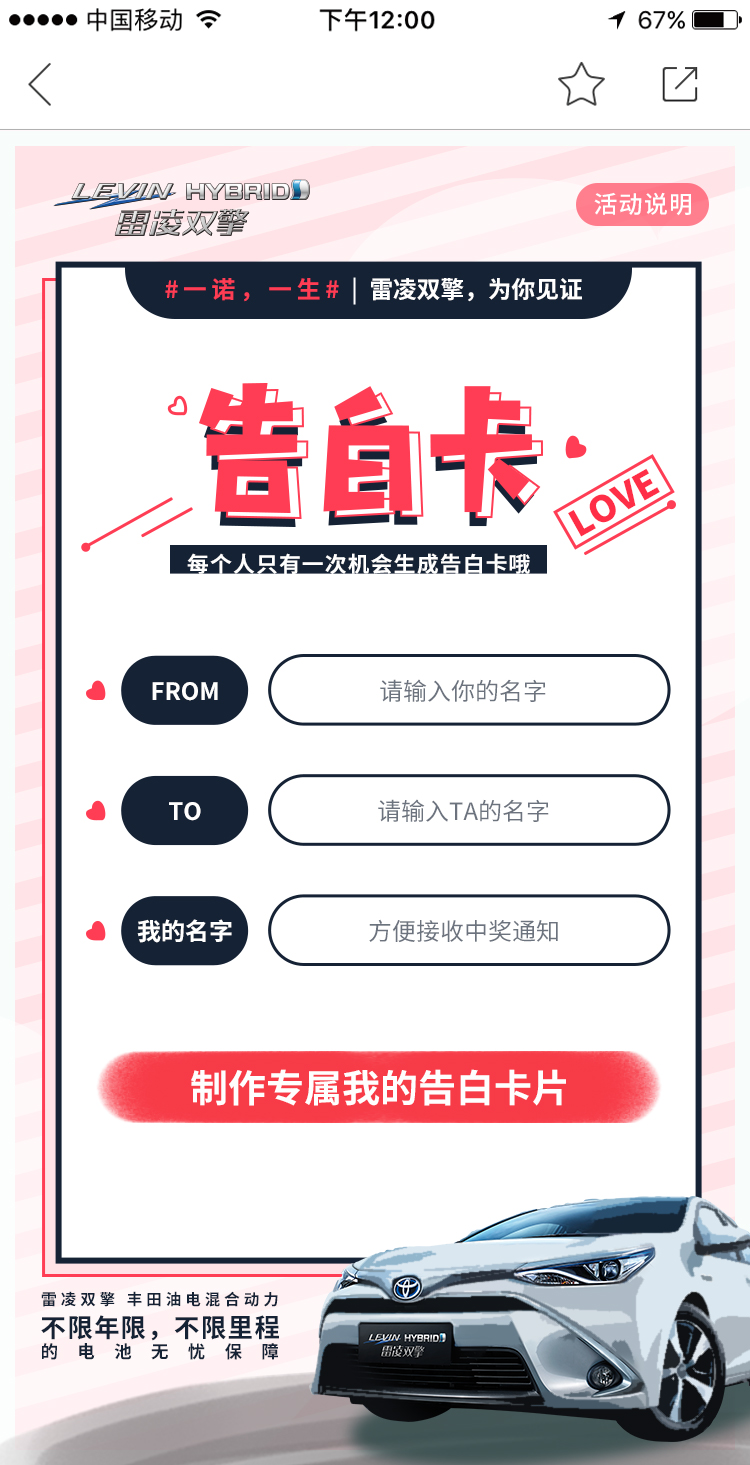 中国移动
下午12:00
67%
LEVIN HYBRID
雷凌双擎
活动说明
#一诺，一生# | 雷凌双擎，为你见证
告白卡
LOVE
每个人只有一次机会生成告白卡哦
FROM
请输入你的名字
TO
请输入TA的名字
我的名字
方便接收中奖通知
制作专属我的告白卡片
雷凌双擎 丰田油电混合动力
不限年限，不限里程
的电池无忧保障
LEVIN HYBRID
雷凌双擎